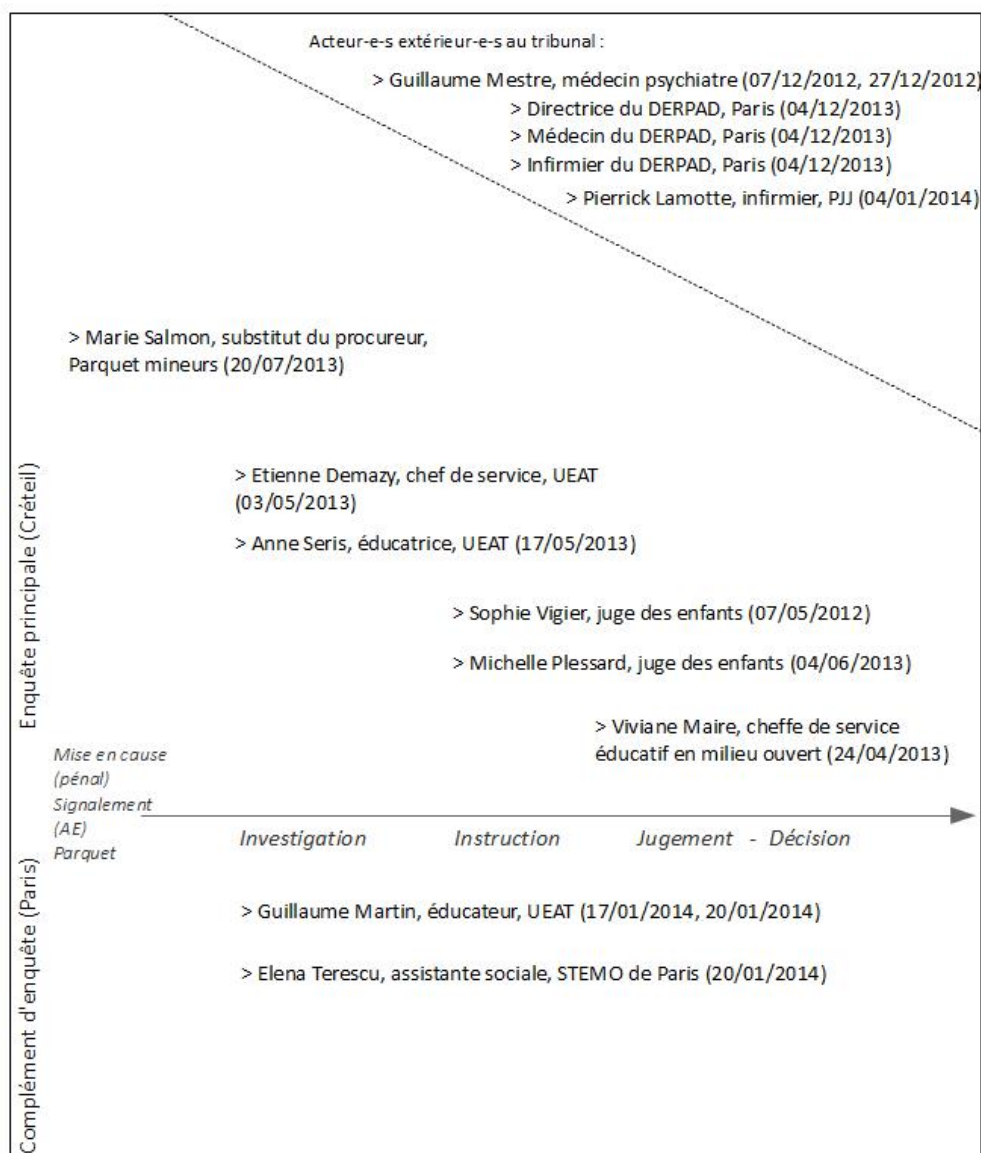 Acteur-e-s extérieur-e-s au tribunal :
> Guillaume Mestre, médecin psychiatre (07/12/2012, 27/12/2012)
> Directrice du DERPAD, Paris (04/12/2013)
> Médecin du DERPAD, Paris (04/12/2013)
> Infirmier du DERPAD, Paris (04/12/2013)
> Pierrick Lamotte, infirmier, PJJ (04/01/2014)
> Marie Salmon, substitut du procureur,
Parquet mineurs (20/07/2013)
Enquête principale (Créteil)
> Etienne Demazy, chef de service, UEAT
(03/05/2013)
> Anne Seris, éducatrice, UEAT (17/05/2013)
> Sophie Vigier, juge des enfants (07/05/2012)
> Michelle Plessard, juge des enfants (04/06/2013)
> Viviane Maire, cheffe de service
éducatif en milieu ouvert (24/04/2013)
Mise en cause
(pénal)
Signalement
(AE)
Parquet
Investigation
Instruction
Jugement - Décision
Complément d'enquête (Paris)
> Guillaume Martin, éducateur, UEAT (17/01/2014, 20/01/2014)
> Elena Terescu, assistante sociale, STEMO de Paris (20/01/2014)